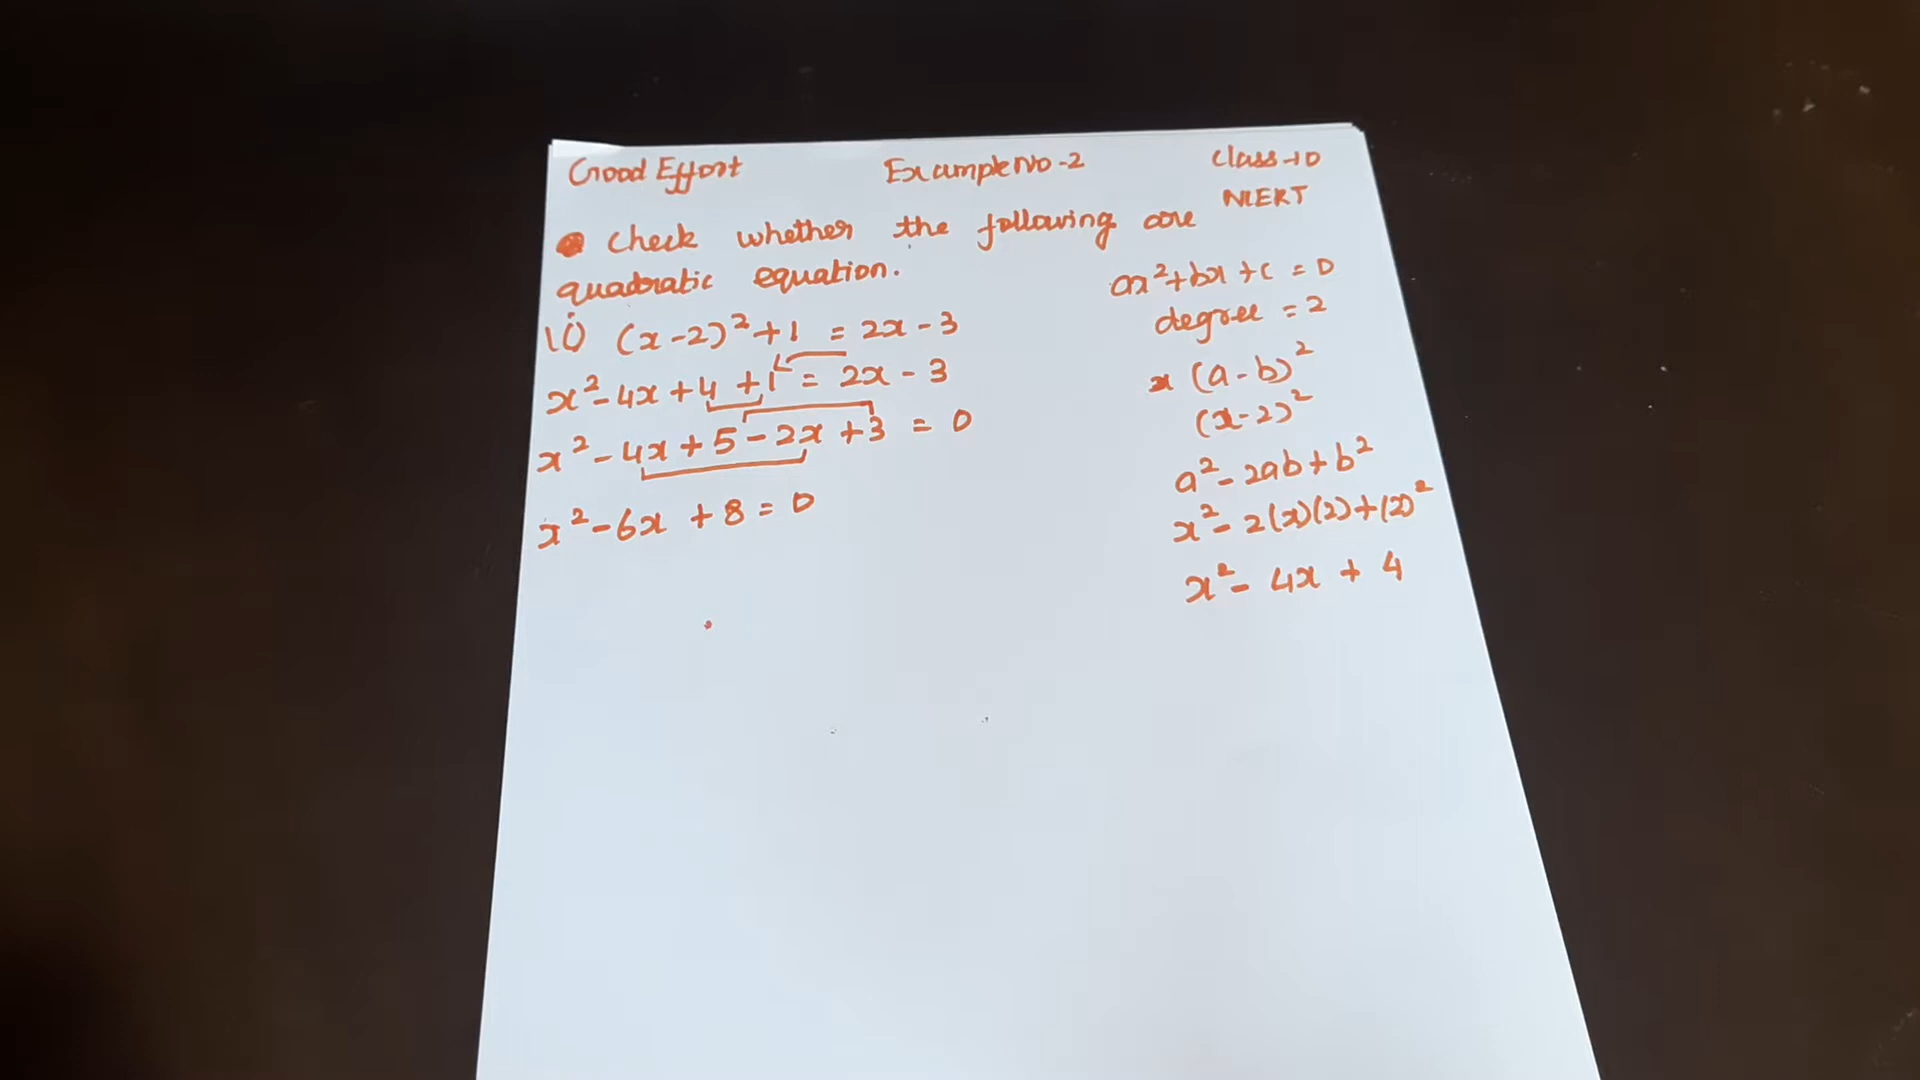 Good Effort Example No-2 Class-10
NCERT
Check whether the following are
quadratic equation.
(i) (x-2)²+1 = 2x-3
x²-4x+4+1 = 2x-3
x²-4x+5-2x+3 = 0
x²-6x+8=0
ax²+bx+c = 0
degree = 2
(a-b)²
(x-2)²
a²-2ab+b²
x²-2(x)(2)+(2)²
x²-4x+4